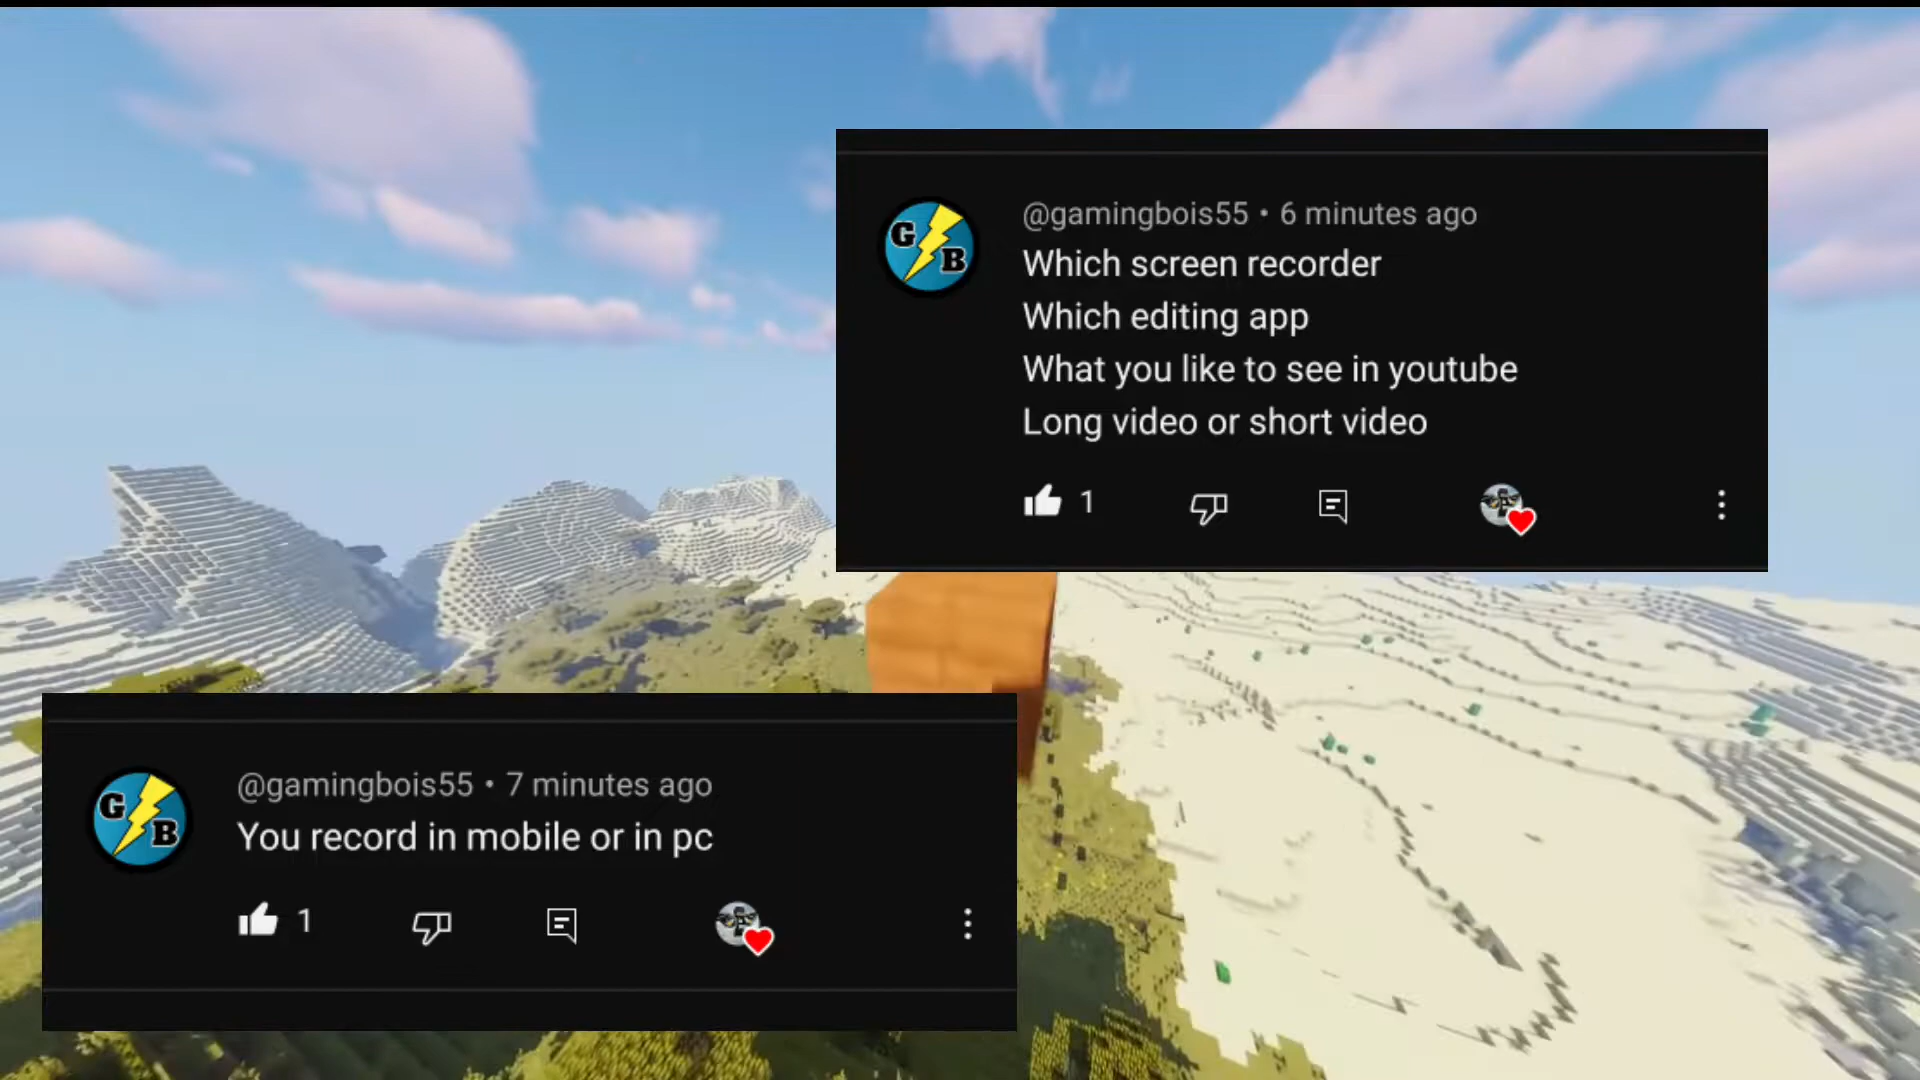 @gamingbois55 • 6 minutes ago
Which screen recorder
Which editing app
What you like to see in youtube
Long video or short video
1
G B
@gamingbois55 • 7 minutes ago
You record in mobile or in pc
1
G B